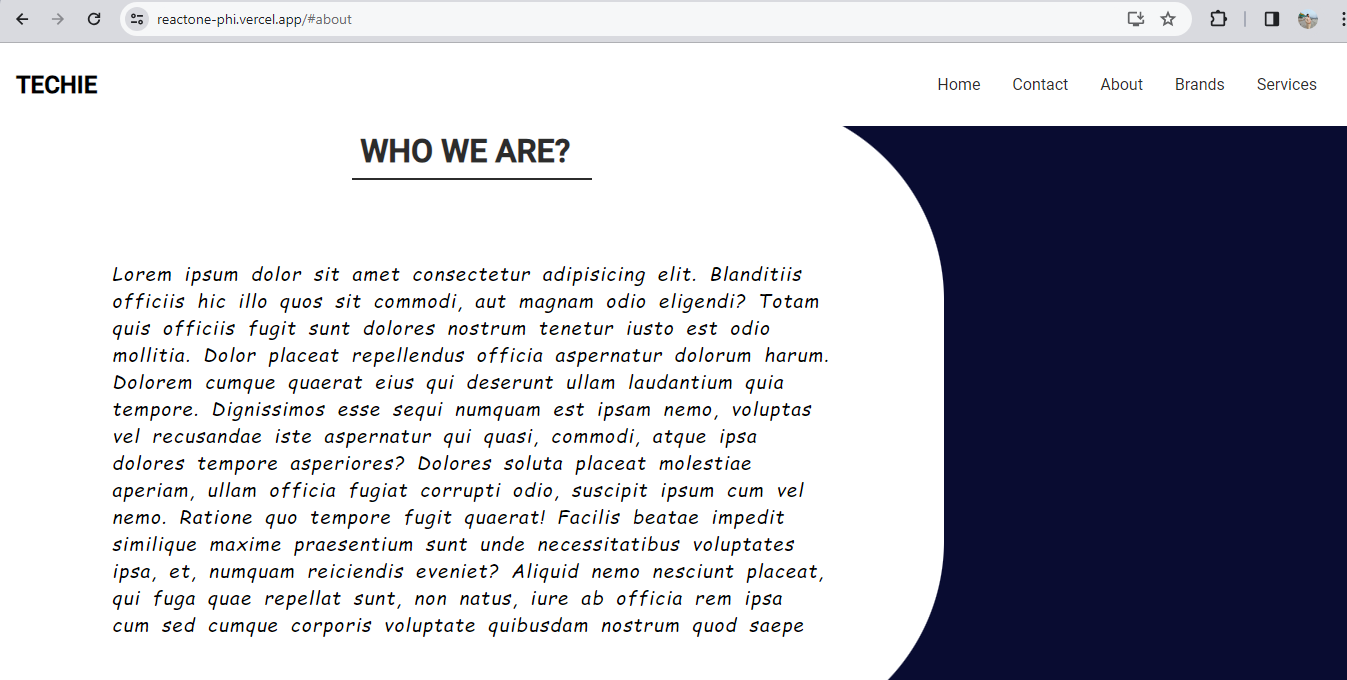 reactone-phi.vercel.app/#about
TECHIE
Home Contact About Brands Services
WHO WE ARE?
Lorem ipsum dolor sit amet consectetur adipisicing elit. Blanditiis
officiis hic illo quos sit commodi, aut magnam odio eligendi? Totam
quis officiis fugit sunt dolores nostrum tenetur iusto est odio
mollitia. Dolor placeat repellendus officia aspernatur dolorum harum.
Dolorem cumque quaerat eius qui deserunt ullam laudantium quia
tempore. Dignissimos esse sequi numquam est ipsam nemo, voluptas
vel recusandae iste aspernatur qui quasi, commodi, atque ipsa
dolores tempore asperiores? Dolores soluta placeat molestiae
aperiam, ullam officia fugiat corrupti odio, suscipit ipsum cum vel
nemo. Ratione quo tempore fugit quaerat! Facilis beatae impedit
similique maxime praesentium sunt unde necessitatibus voluptates
ipsa, et, numquam reiciendis eveniet? Aliquid nemo nesciunt placeat,
qui fuga quae repellat sunt, non natus, iure ab officia rem ipsa
cum sed cumque corporis voluptate quibusdam nostrum quod saepe